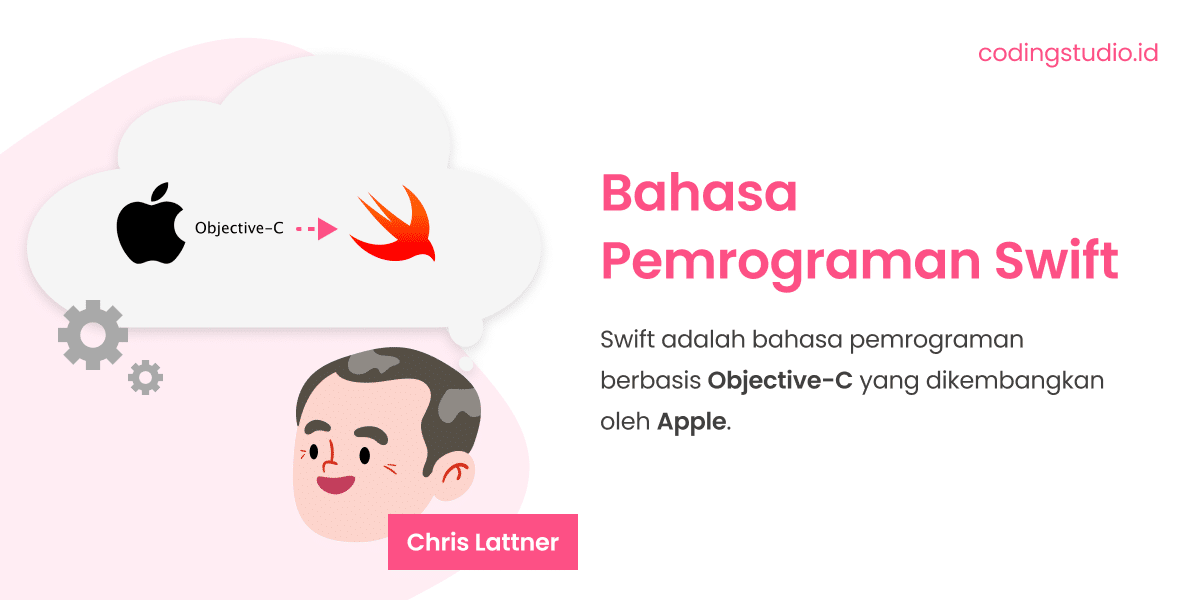 codingstudio.id
Objective-C
Bahasa
Pemrograman Swift
Swift adalah bahasa pemrograman
berbasis Objective-C yang dikembangkan
oleh Apple.
Chris Lattner